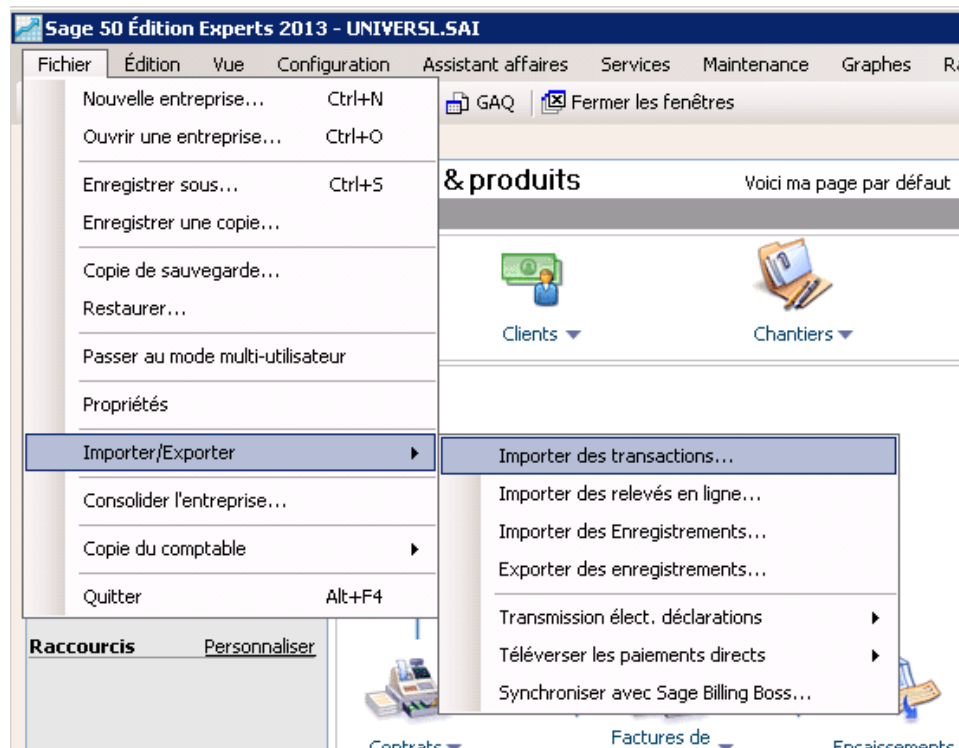 Sage 50 Édition Experts 2013 - UNIVERSL.SAI
Fichier Édition Vue Configuration Assistant affaires Services Maintenance Graphes
Nouvelle entreprise... Ctrl+N
GAQ Fermer les fenêtres
Ouvrir une entreprise... Ctrl+O
Enregistrer sous... Ctrl+S
& produits Voici ma page par défaut
Enregistrer une copie...
Copie de sauvegarde...
Restaurer...
Clients Chantiers
Passer au mode multi-utilisateur
Propriétés
Importer/Exporter
Importer des transactions...
Importer des relevés en ligne...
Consolider l'entreprise...
Importer des Enregistrements...
Copie du comptable
Exporter des enregistrements...
Quitter Alt+F4
Transmission élect. déclarations
Raccourcis Personnaliser
Téléverser les paiements directs
Synchroniser avec Sage Billing Boss...
Contrats Factures de Encaissements